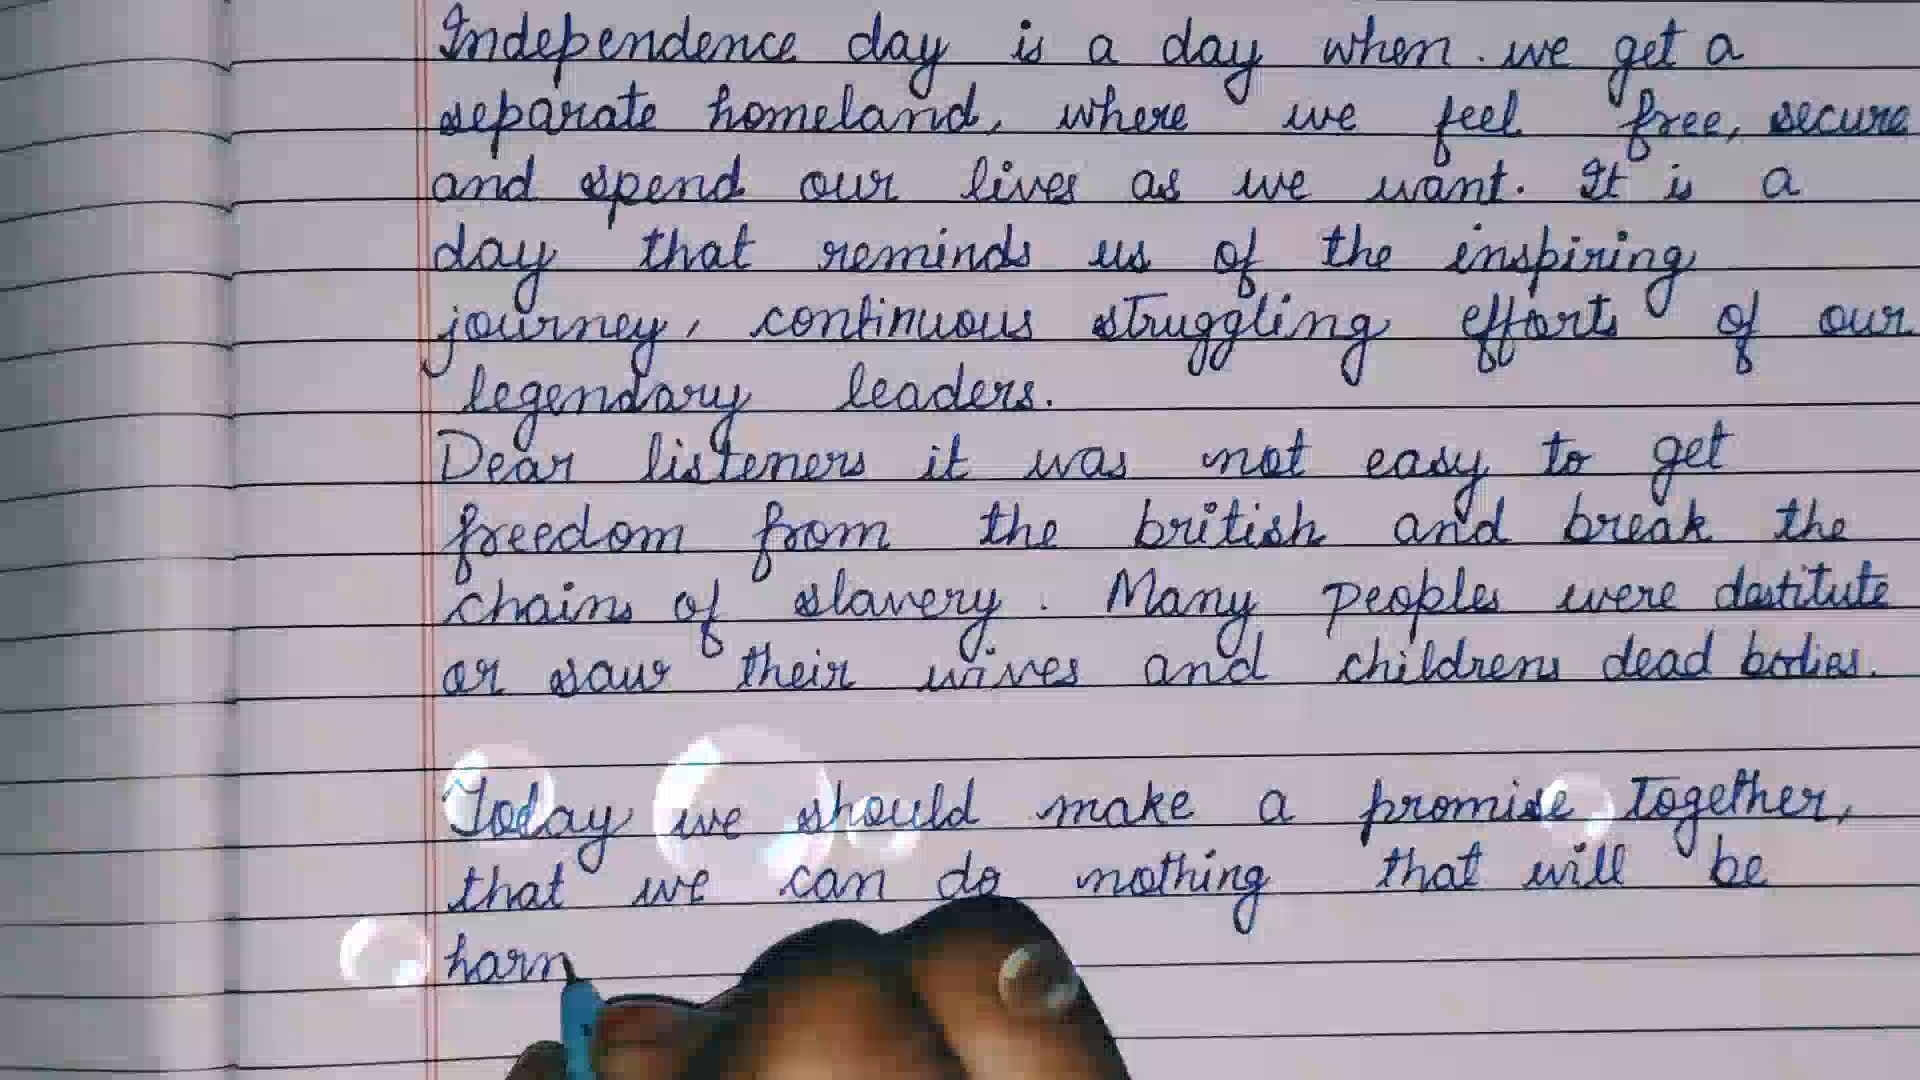 Independence day is a day when we get a
separate homeland, where we feel free, secure
and spend our lives as we want. It is a
day that reminds us of the inspiring
journey, continuous struggling efforts of our
legendary leaders.
Dear listeners it was not easy to get
freedom from the british and break the
chains of slavery. Many peoples were destitute
or saw their wives and childrens dead bodies.
Today we should make a promise together,
that we can do nothing that will be
harm